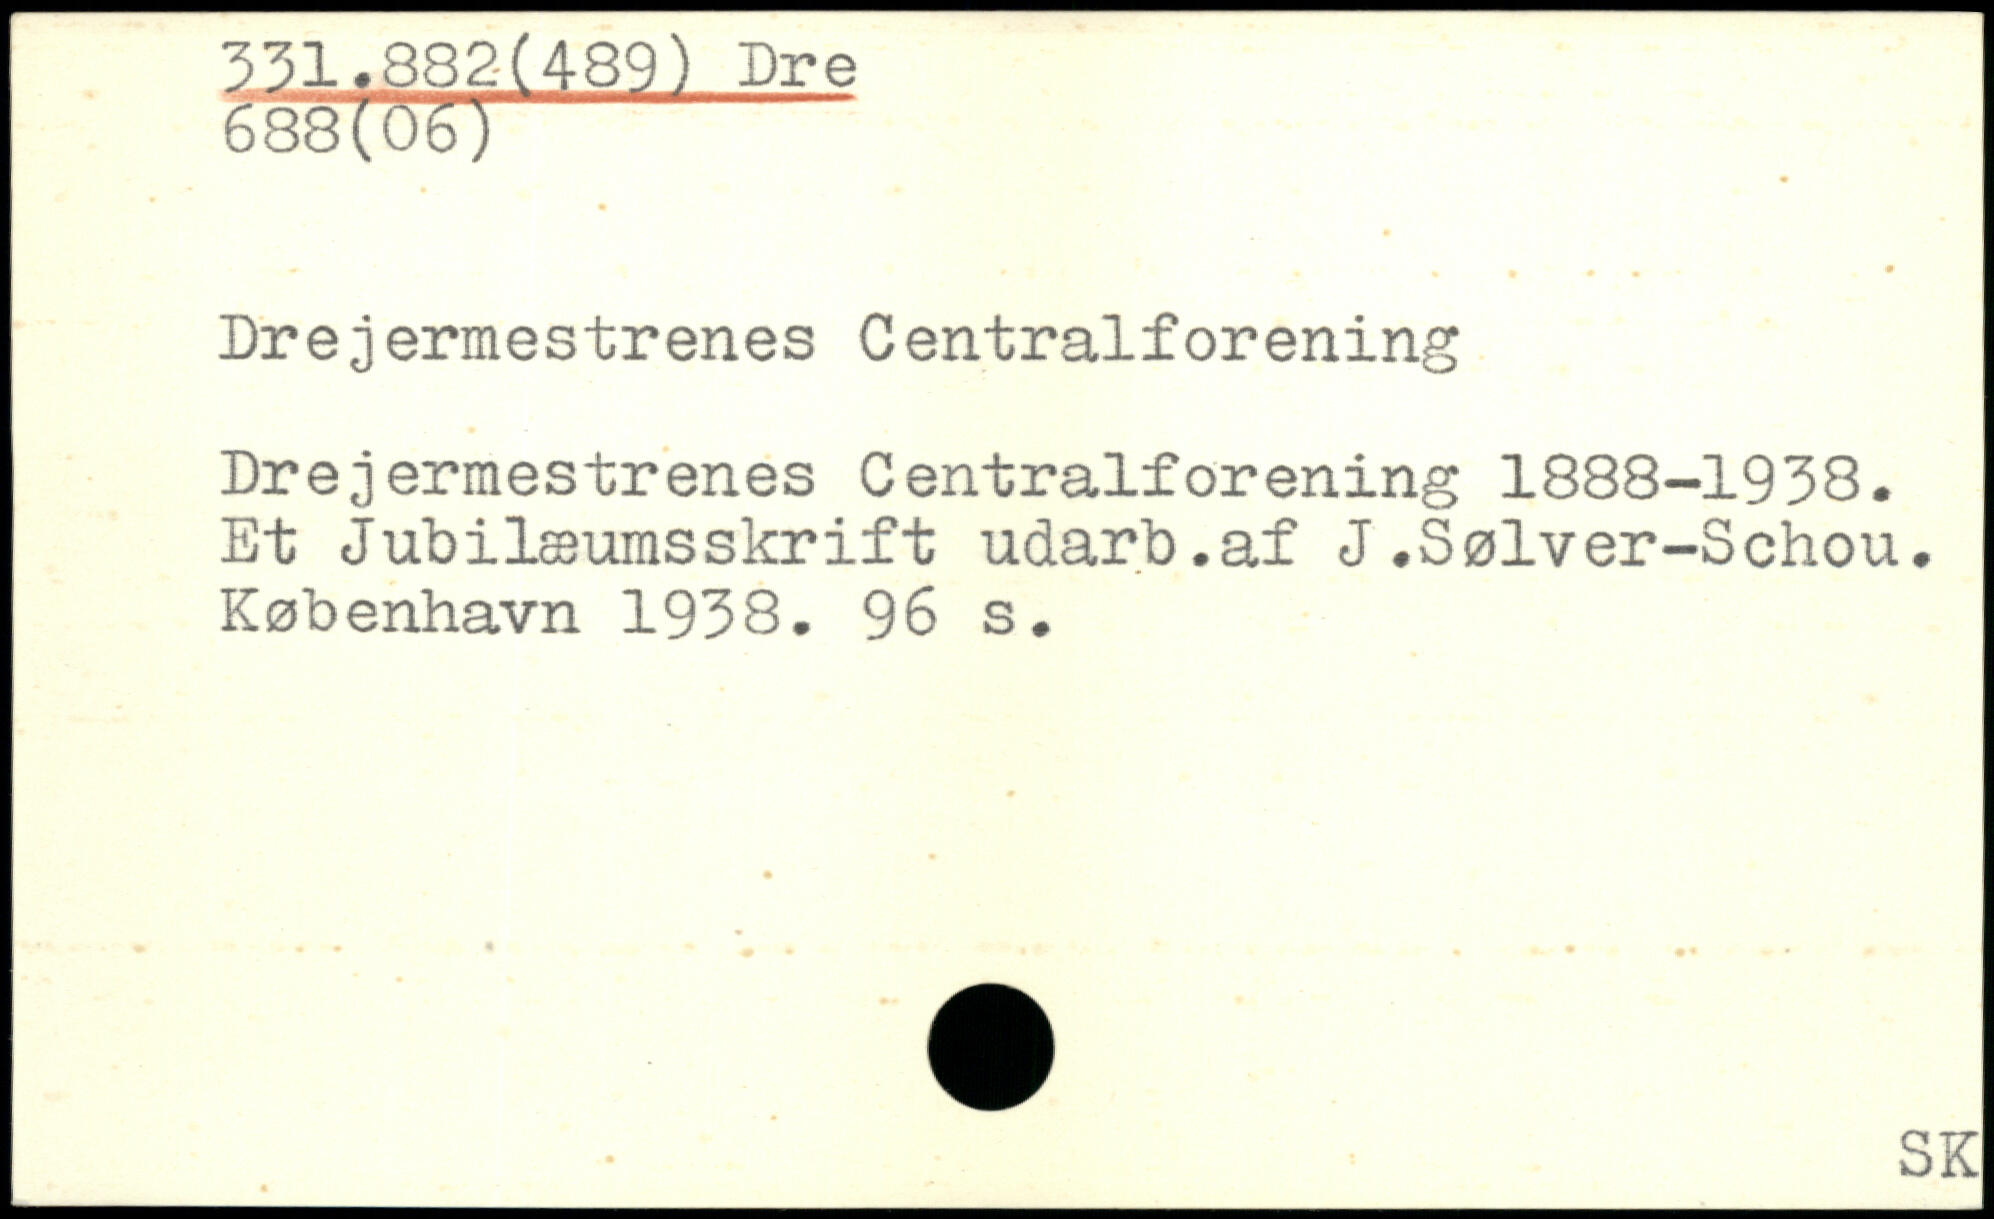 331.882(489) Dre
688(06)
Drejermestrenes Centralforening
Drejermestrenes Centralforening 1888-1938.
Et Jubilæumsskrift udarb.af J.Sølver-Schou.
København 1938. 96 s.
SK